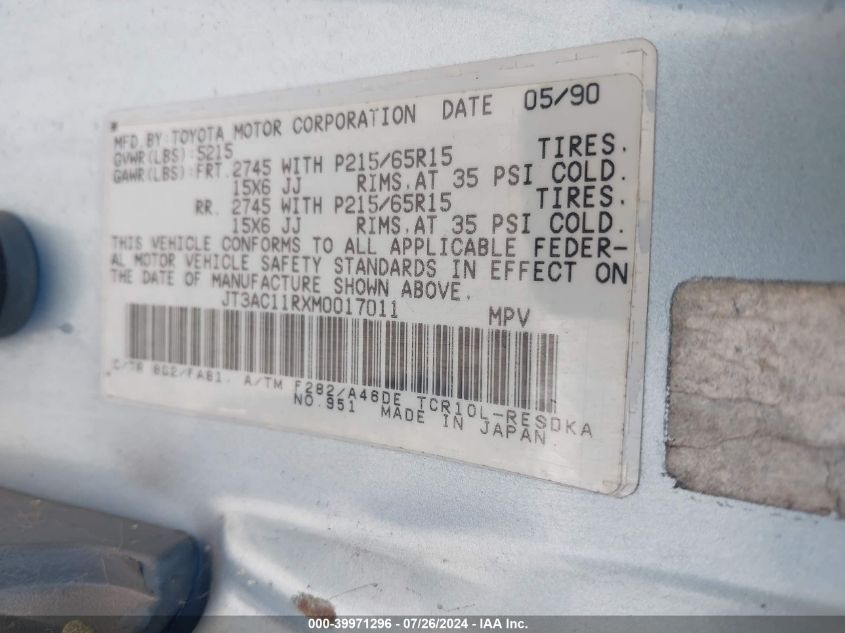 MFD BY:TOYOTA MOTOR CORPORATION DATE 05/90
GVWR(LBS):5215
GAWR(LBS):FRT. 2745 WITH P215/65R15 TIRES.
15X6 JJ RIMS,AT 35 PSI COLD.
RR. 2745 WITH P215/65R15 TIRES.
15X6 JJ RIMS,AT 35 PSI COLD.
THIS VEHICLE CONFORMS TO ALL APPLICABLE FEDER-
AL MOTOR VEHICLE SAFETY STANDARDS IN EFFECT ON
THE DATE OF MANUFACTURE SHOWN ABOVE.
JT3AC11RXM0017011 MPV
C/TR 8G2/FA81. A/TM F282/A46DE TCR10L-RESDKA
NO.951 MADE IN JAPAN
000-39971296 - 07/26/2024 - IAA Inc.